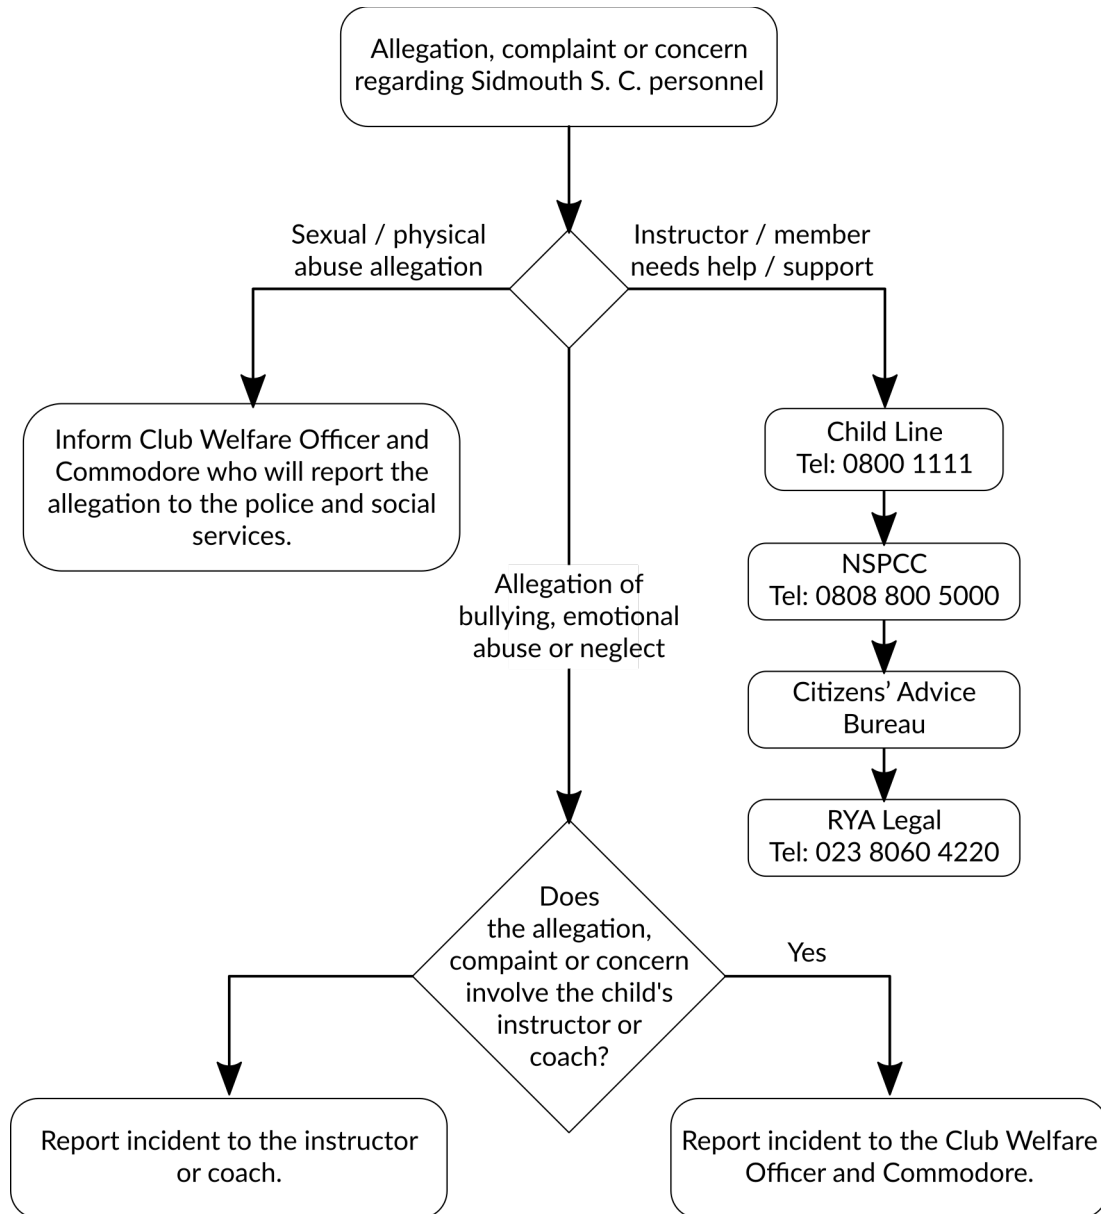 Allegation, complaint or concern
regarding Sidmouth S. C. personnel
Sexual / physical
abuse allegation
Instructor / member
needs help / support
Inform Club Welfare Officer and
Commodore who will report the
allegation to the police and social
services.
Child Line
Tel: 0800 1111
NSPCC
Tel: 0808 800 5000
Citizens’ Advice
Bureau
RYA Legal
Tel: 023 8060 4220
Allegation of
bullying, emotional
abuse or neglect
Does
the allegation,
compaint or concern
involve the child's
instructor or
coach?
Yes
Report incident to the instructor
or coach.
Report incident to the Club Welfare
Officer and Commodore.